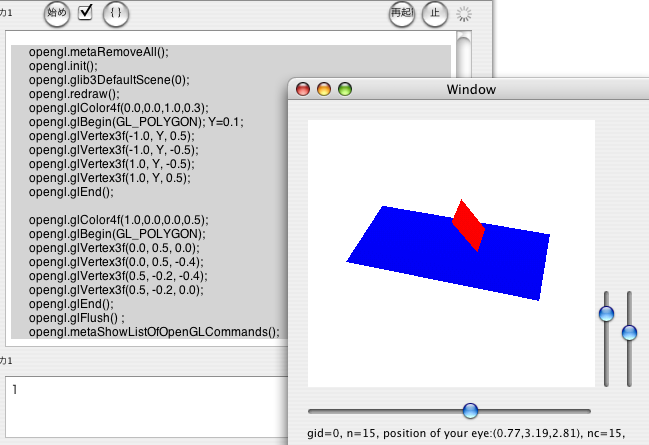 カ1
始め
{ }
再起
止
opengl.metaRemoveAll();
opengl.init();
opengl.glib3DefaultScene(0);
opengl.redraw();
opengl.glColor4f(0.0,0.0,1.0,0.3);
opengl.glBegin(GL_POLYGON); Y=0.1;
opengl.glVertex3f(-1.0, Y, 0.5);
opengl.glVertex3f(-1.0, Y, -0.5);
opengl.glVertex3f(1.0, Y, -0.5);
opengl.glVertex3f(1.0, Y, 0.5);
opengl.glEnd();
opengl.glColor4f(1.0,0.0,0.0,0.5);
opengl.glBegin(GL_POLYGON);
opengl.glVertex3f(0.0, 0.5, 0.0);
opengl.glVertex3f(0.0, 0.5, -0.4);
opengl.glVertex3f(0.5, -0.2, -0.4);
opengl.glVertex3f(0.5, -0.2, 0.0);
opengl.glEnd();
opengl.glFlush() ;
opengl.metaShowListOfOpenGLCommands();
カ1
1
Window
gid=0, n=15, position of your eye:(0.77,3.19,2.81), nc=15,